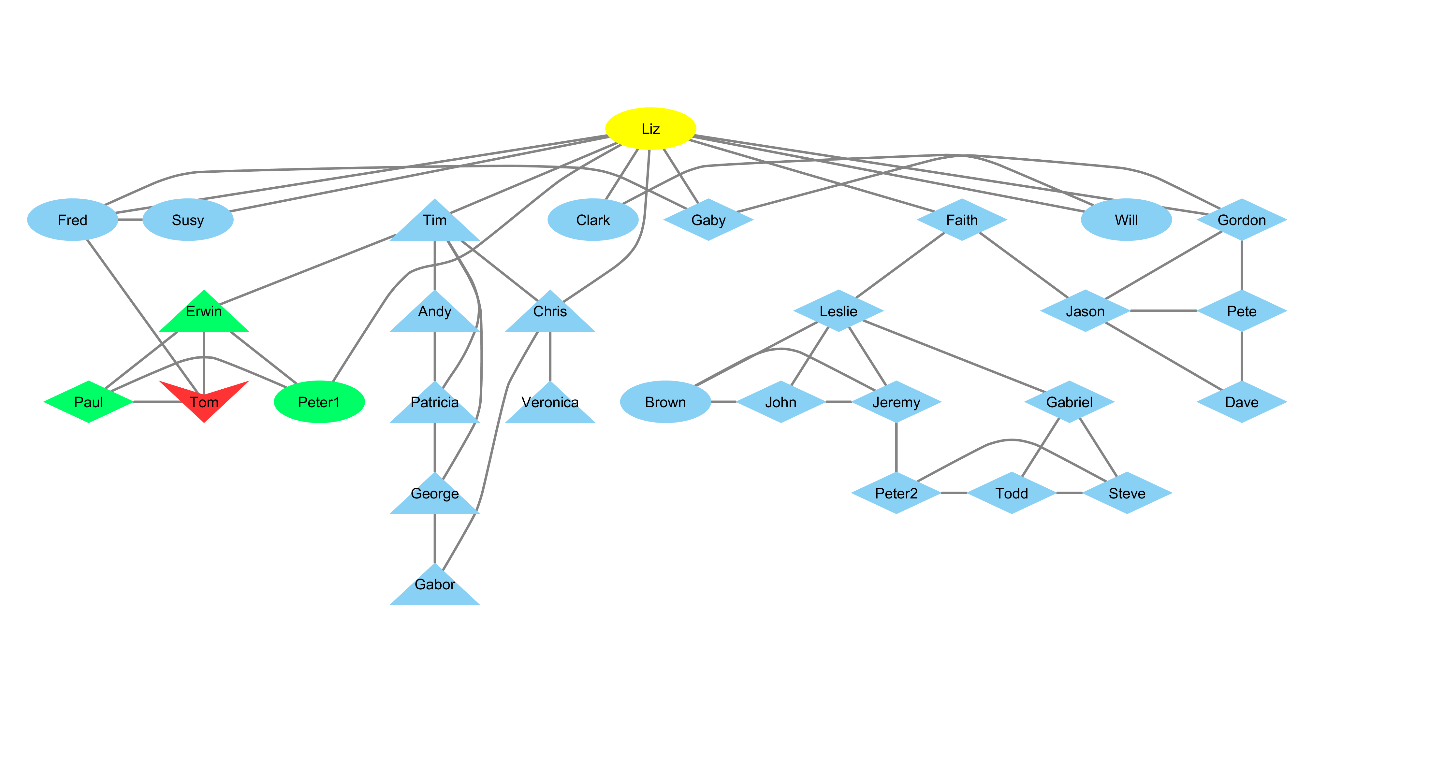 Liz
Fred
Susy
Tim
Clark
Gaby
Faith
Will
Gordon
Erwin
Andy
Chris
Leslie
Jason
Pete
Paul
Tom
Peter1
Patricia
Veronica
Brown
John
Jeremy
Gabriel
Dave
George
Peter2
Todd
Steve
Gabor